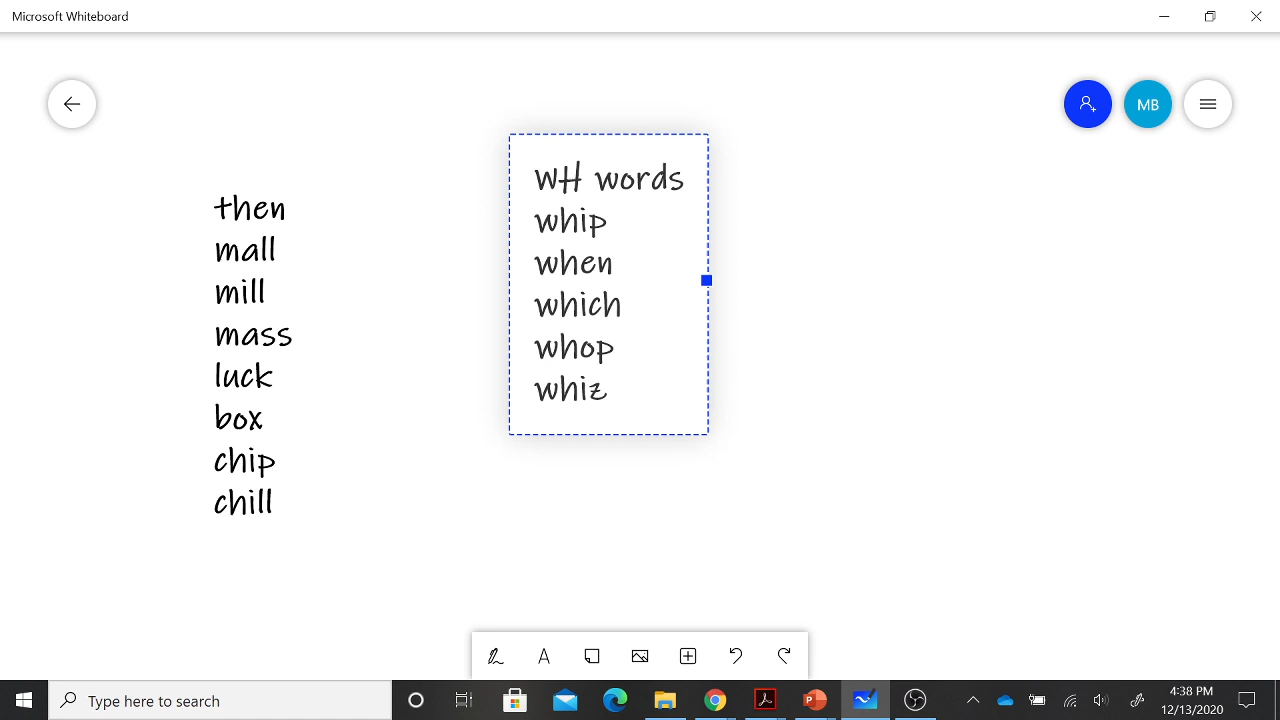 Microsoft Whiteboard
MB
then
mall
mill
mass
luck
box
chip
chill
WH words
whip
when
which
whop
whiz
A
Type here to search
4:38 PM
12/13/2020